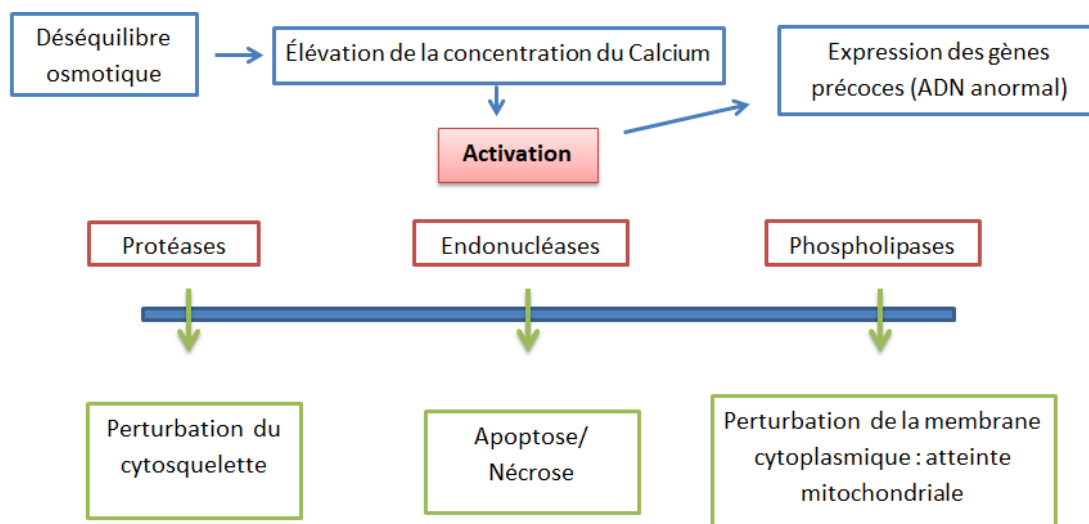 Déséquilibre
osmotique
Élévation de la concentration du Calcium
Expression des gènes
précoces (ADN anormal)
Activation
Protéases
Endonucléases
Phospholipases
Perturbation du
cytosquelette
Apoptose/
Nécrose
Perturbation de la membrane
cytoplasmique : atteinte
mitochondriale